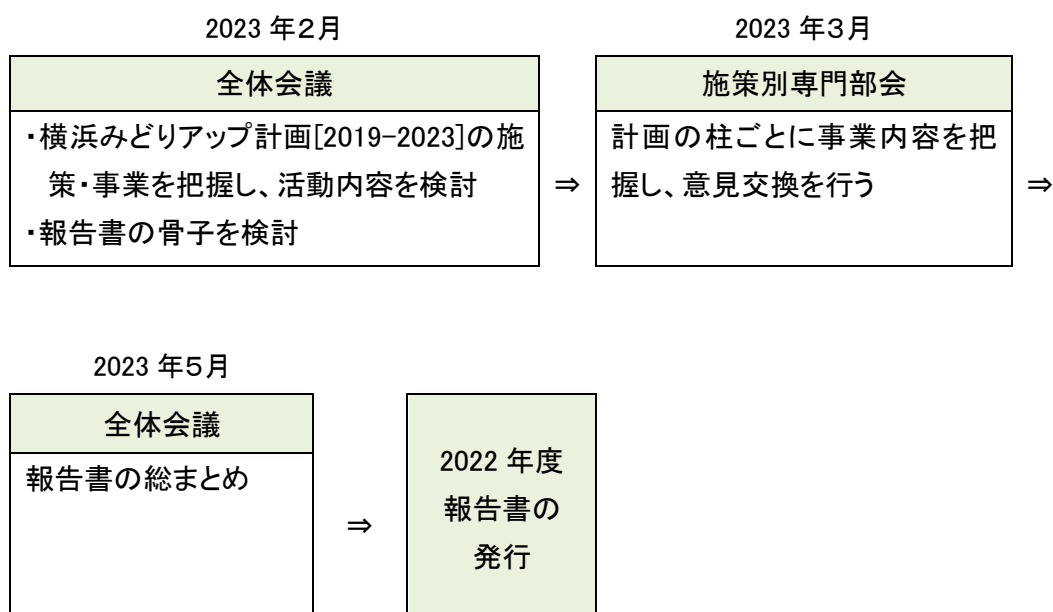 2023 年２月
全体会議
・横浜みどりアップ計画[2019-2023]の施
策・事業を把握し、活動内容を検討
・報告書の骨子を検討
⇒
2023 年３月
施策別専門部会
計画の柱ごとに事業内容を把
握し、意見交換を行う
⇒
2023 年５月
全体会議
報告書の総まとめ
⇒
2022 年度
報告書の
発行